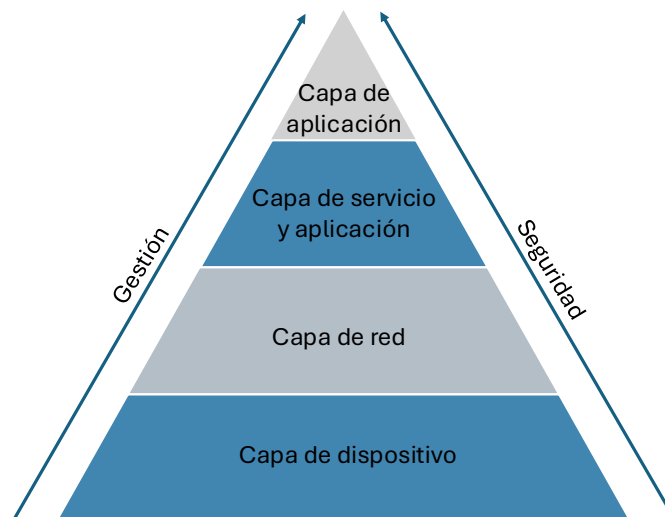 Capa de
aplicación
Capa de servicio
y aplicación
Gestión
Seguridad
Capa de red
Capa de dispositivo